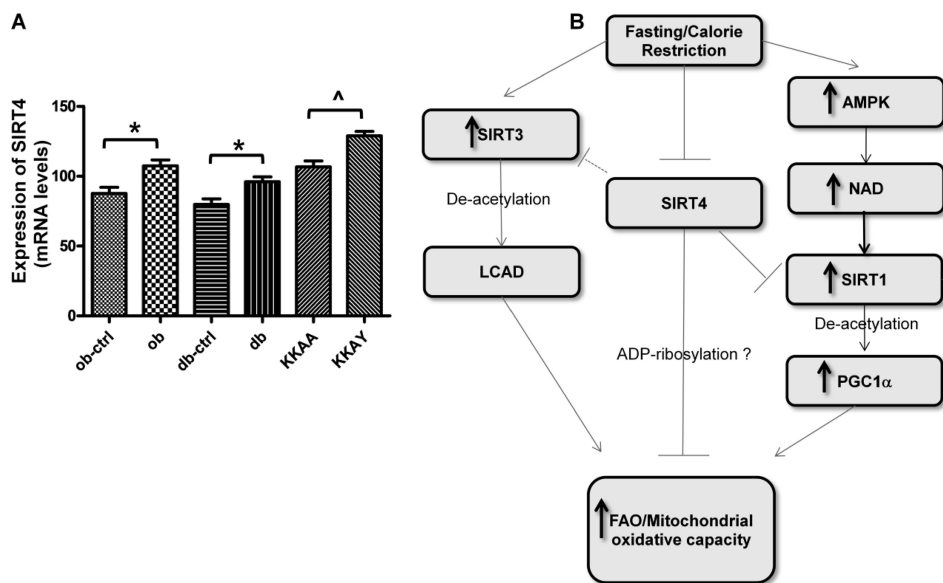 A
Expression of SIRT4
(mRNA levels)
150
100
50
0
*
*
^
ob-ctrl
ob
db-ctrl
db
KKAA
KKAY
B
Fasting/Calorie
Restriction
SIRT3
AMPK
De-acetylation
SIRT4
NAD
LCAD
SIRT1
De-acetylation
ADP-ribosylation ?
PGC1α
FAO/Mitochondrial
oxidative capacity